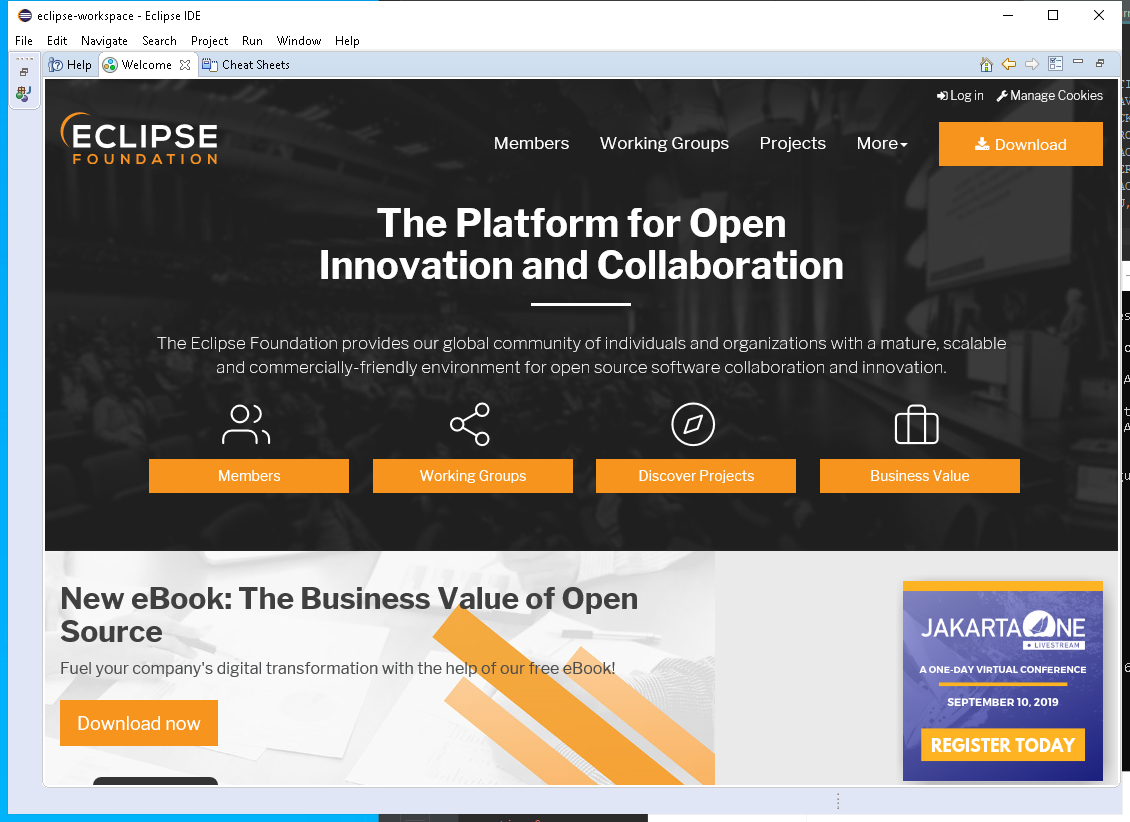 eclipse-workspace - Eclipse IDE
File Edit Navigate Search Project Run Window Help
Help Welcome Cheat Sheets
Log in Manage Cookies
ECLIPSE
FOUNDATION
Members Working Groups Projects More Download
The Platform for Open
Innovation and Collaboration
The Eclipse Foundation provides our global community of individuals and organizations with a mature, scalable
and commercially-friendly environment for open source software collaboration and innovation.
Members Working Groups Discover Projects Business Value
New eBook: The Business Value of Open
Source
Fuel your company's digital transformation with the help of our free eBook!
Download now
JAKARTAONE
LIVESTREAM
A ONE-DAY VIRTUAL CONFERENCE
SEPTEMBER 10, 2019
REGISTER TODAY